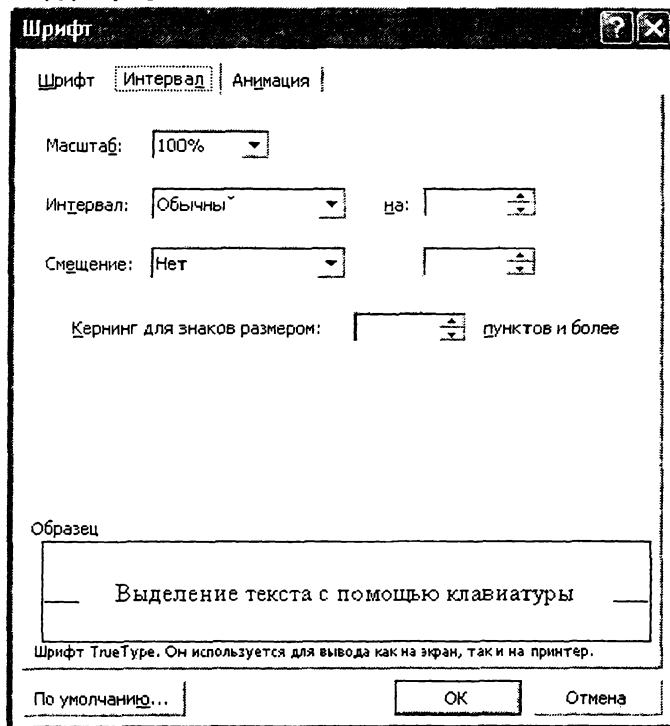 Шрифт
Шрифт Интервал Анимация
Масштаб: 100%
Интервал: Обычный на:
Смещение: Нет
Кернинг для знаков размером: пунктов и более
Образец
Выделение текста с помощью клавиатуры
Шрифт TrueType. Он используется для вывода как на экран, так и на принтер.
По умолчанию... ОК Отмена